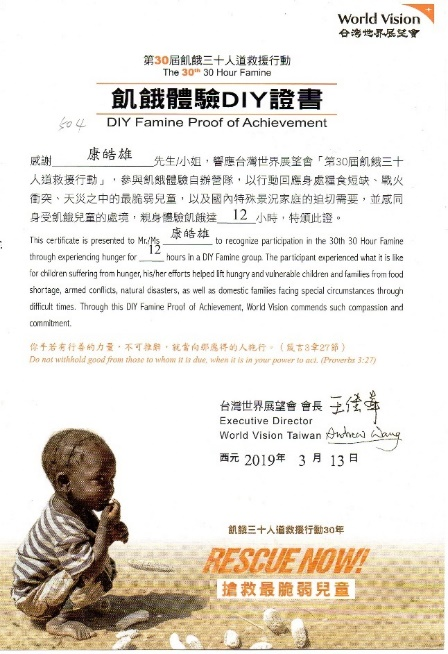 World Vision
台灣世界展望會
第30屆飢餓三十人道救援行動
The 30th 30 Hour Famine
飢餓體驗DIY證書
DIY Famine Proof of Achievement
504
感謝 康皓雄 先生/小姐，響應台灣世界展望會「第30屆飢餓三十
人道救援行動」，參與飢餓體驗自辦營隊，以行動回應身處糧食短缺、戰火
衝突、天災之中的最脆弱兒童，以及國內特殊景況家庭的迫切需要，並感同
身受飢餓兒童的處境，親身體驗飢餓達 12 小時，特頒此證。
This certificate is presented to Mr./Ms 康皓雄 to recognize participation in the 30th 30 Hour Famine
through experiencing hunger for 12 hours in a DIY Famine group. The participant experienced what it is like
for children suffering from hunger, his/her efforts helped lift hungry and vulnerable children and families from food
shortage, armed conflicts, natural disasters, as well as domestic families facing special circumstances through
difficult times. Through this DIY Famine Proof of Achievement, World Vision commends such compassion and
commitment.
你手若有行善的力量，不可推辭，就當向那應得的人施行。（箴言3章27節）
Do not withhold good from those to whom it is due, when it is in your power to act. (Proverbs 3:27)
台灣世界展望會 會長
Executive Director
World Vision Taiwan Andrew Wang
西元 2019年 3 月 13日
飢餓三十人道救援行動30年
RESCUE NOW!
搶救最脆弱兒童